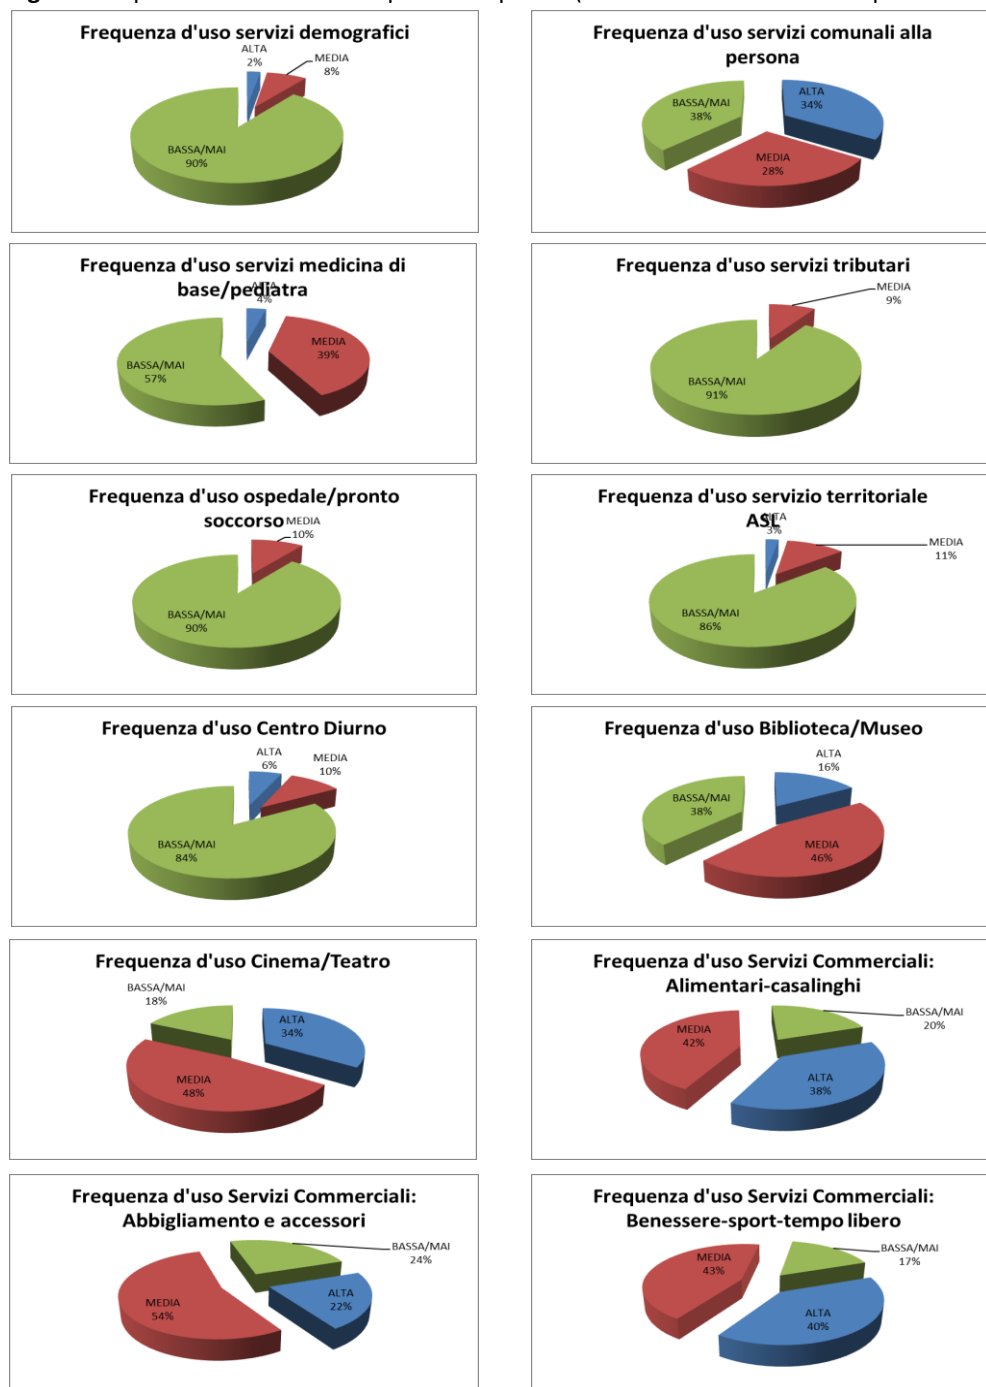 Frequenza d'uso servizi demografici
ALTA
2%
MEDIA
8%
BASSA/MAI
90%
Frequenza d'uso servizi comunali alla
persona
BASSA/MAI
38%
ALTA
34%
MEDIA
28%
Frequenza d'uso servizi medicina di
base/pediatra
ALTA
4%
MEDIA
39%
BASSA/MAI
57%
Frequenza d'uso servizi tributari
MEDIA
9%
BASSA/MAI
91%
Frequenza d'uso ospedale/pronto
soccorso
MEDIA
10%
BASSA/MAI
90%
Frequenza d'uso servizio territoriale
ASL
ALTA
3%
MEDIA
11%
BASSA/MAI
86%
Frequenza d'uso Centro Diurno
ALTA
6%
MEDIA
10%
BASSA/MAI
84%
Frequenza d'uso Biblioteca/Museo
ALTA
16%
BASSA/MAI
38%
MEDIA
46%
Frequenza d'uso Cinema/Teatro
BASSA/MAI
18%
ALTA
34%
MEDIA
48%
Frequenza d'uso Servizi Commerciali:
Alimentari-casalinghi
BASSA/MAI
20%
MEDIA
42%
ALTA
38%
Frequenza d'uso Servizi Commerciali:
Abbigliamento e accessori
BASSA/MAI
24%
MEDIA
54%
ALTA
22%
Frequenza d'uso Servizi Commerciali:
Benessere-sport-tempo libero
BASSA/MAI
17%
MEDIA
43%
ALTA
40%